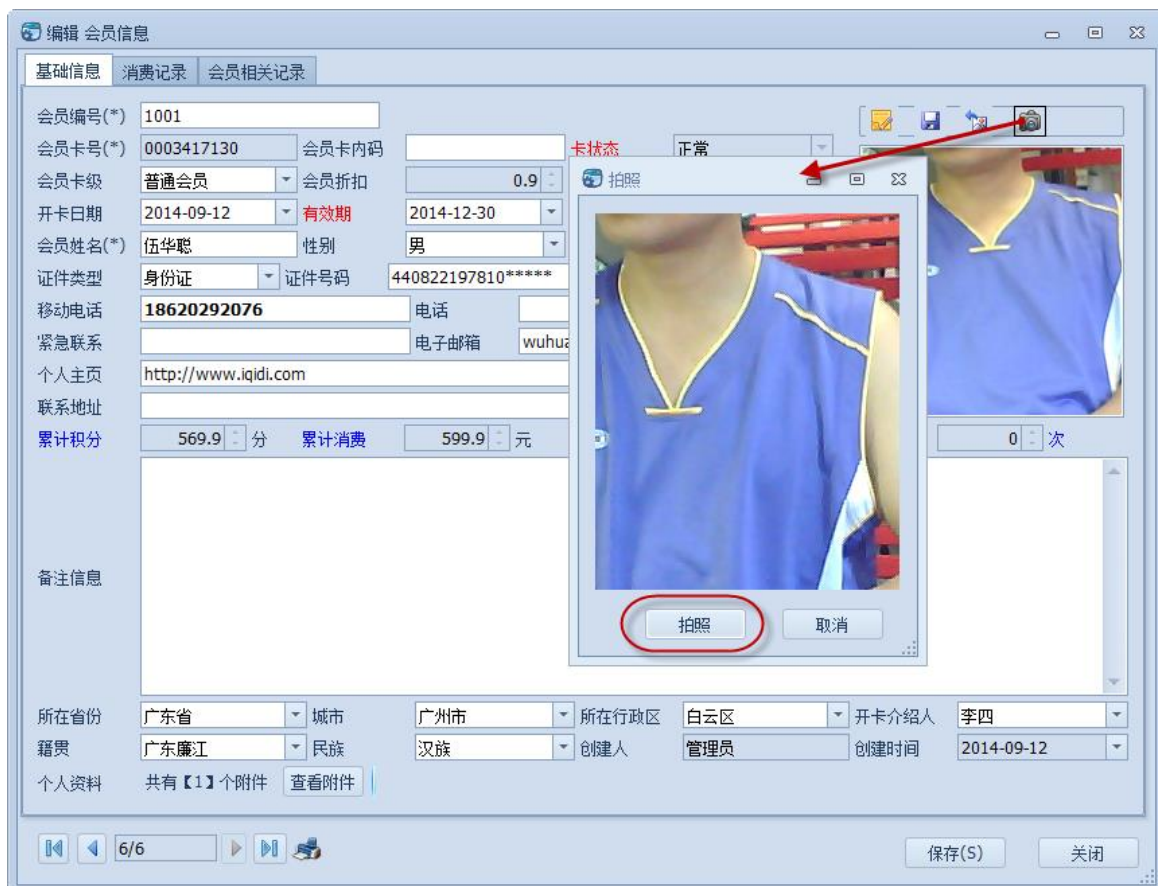 编辑 会员信息
基础信息 消费记录 会员相关记录
会员编号(*) 1001
会员卡号(*) 0003417130 会员卡内码 卡状态 正常
会员卡级 普通会员 会员折扣 0.9
拍照
开卡日期 2014-09-12 有效期 2014-12-30
会员姓名(*) 伍华聪 性别 男
证件类型 身份证 证件号码 440822197810*****
移动电话 18620292076 电话
紧急联系 电子邮箱 wuhua
个人主页 http://www.iqidi.com
联系地址
累计积分 569.9 分 累计消费 599.9 元 0 次
备注信息
拍照 取消
所在省份 广东省 城市 广州市 所在行政区 白云区 开卡介绍人 李四
籍贯 广东廉江 民族 汉族 创建人 管理员 创建时间 2014-09-12
个人资料 共有【1】个附件 查看附件
6/6 保存(S) 关闭